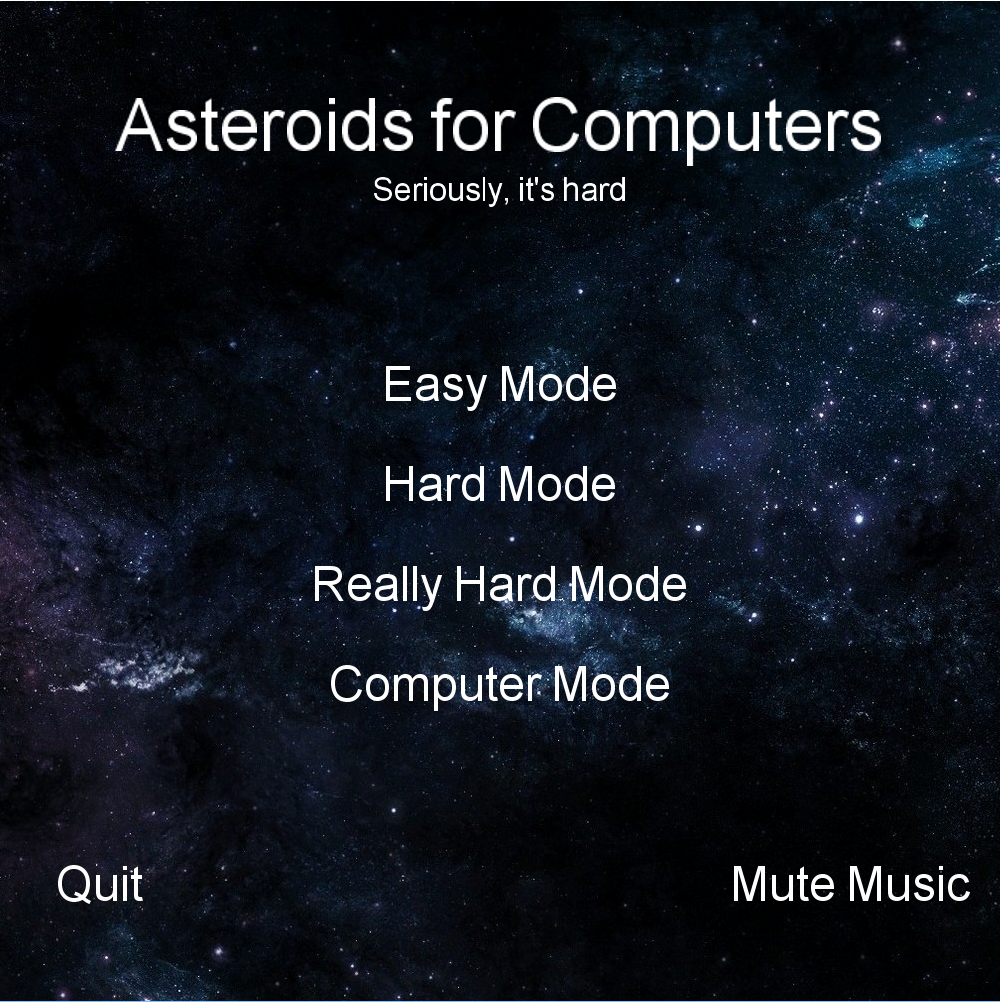 Asteroids for Computers
Seriously, it's hard
Easy Mode
Hard Mode
Really Hard Mode
Computer Mode
Quit
Mute Music